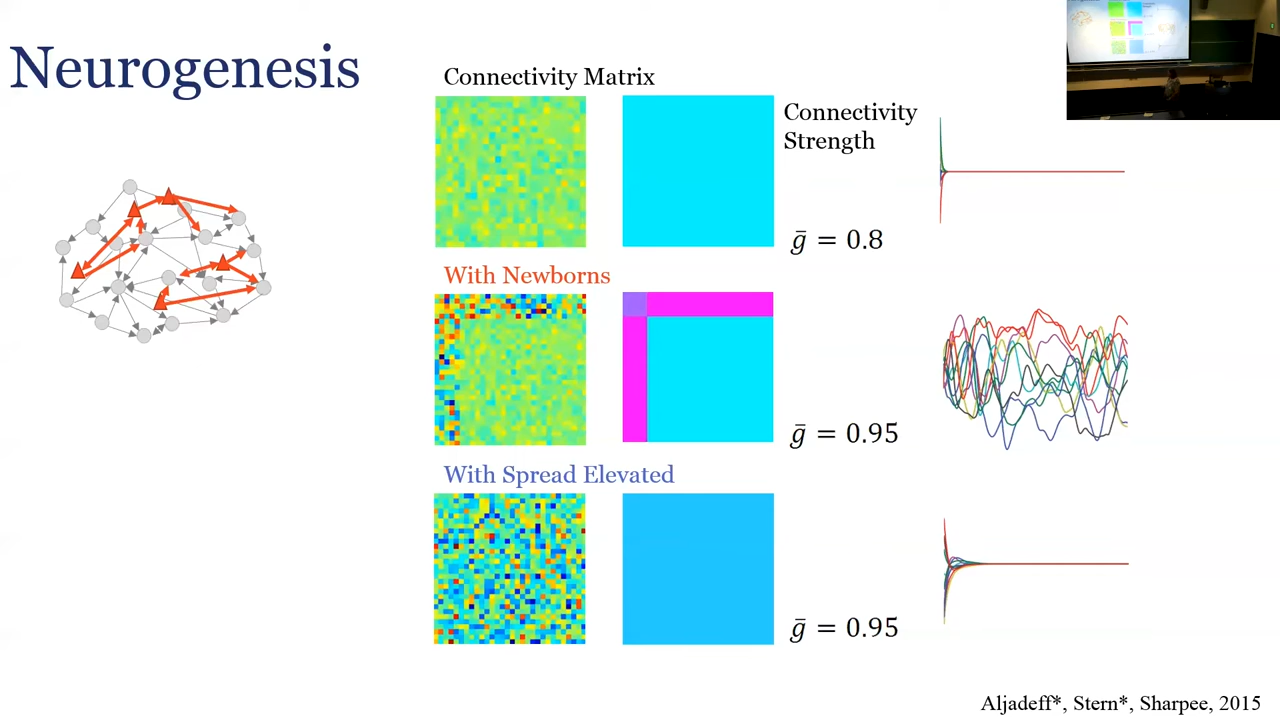 Neurogenesis
Connectivity Matrix
Connectivity
Strength
ḡ = 0.8
With Newborns
ḡ = 0.95
With Spread Elevated
ḡ = 0.95
Aljadeff*, Stern*, Sharpee, 2015